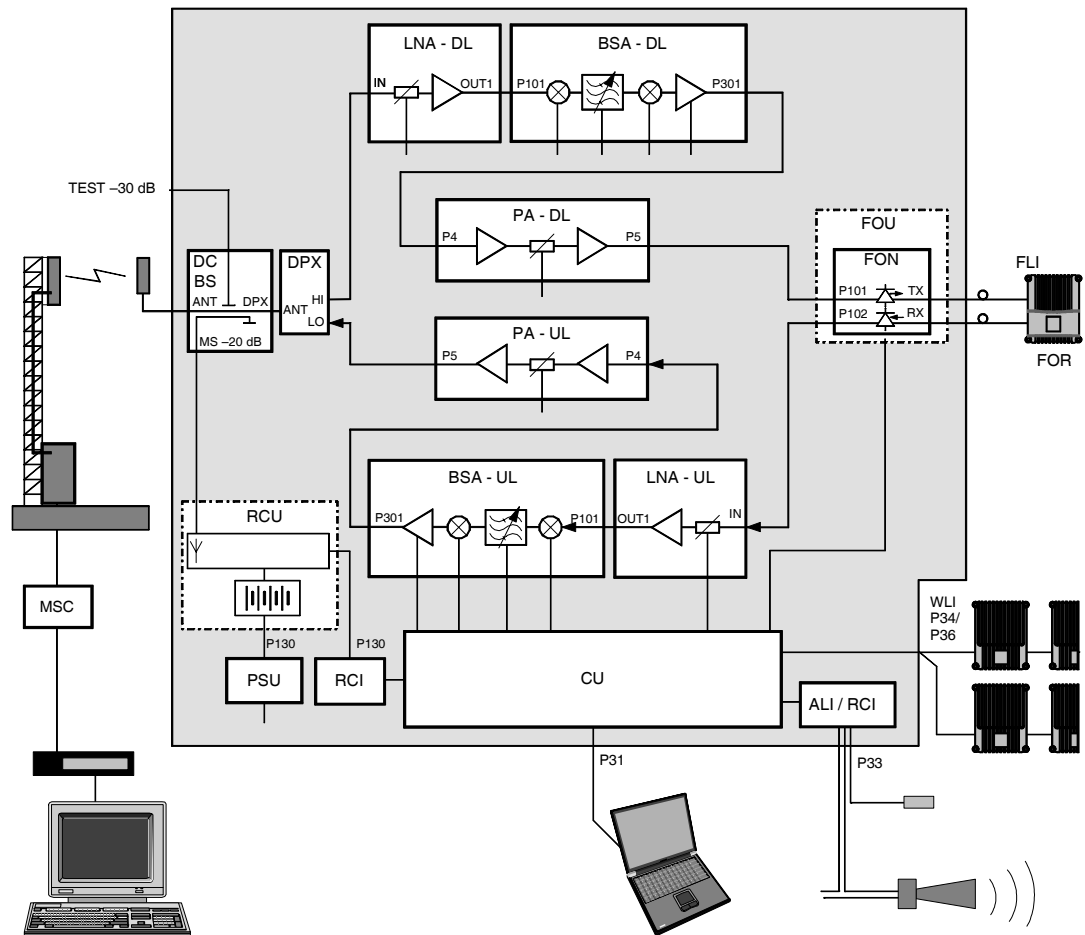 LNA - DL
BSA - DL
IN
OUT1
P101
P301
TEST –30 dB
PA - DL
P4
P5
FOU
FON
DC
BS
DPX
FLI
ANT
DPX
HI
ANT
LO
P101
TX
P102
RX
MS –20 dB
PA - UL
P5
P4
FOR
BSA - UL
LNA - UL
P301
P101
OUT1
IN
RCU
MSC
WLI
P34/
P36
P130
P130
PSU
RCI
CU
ALI / RCI
P31
P33